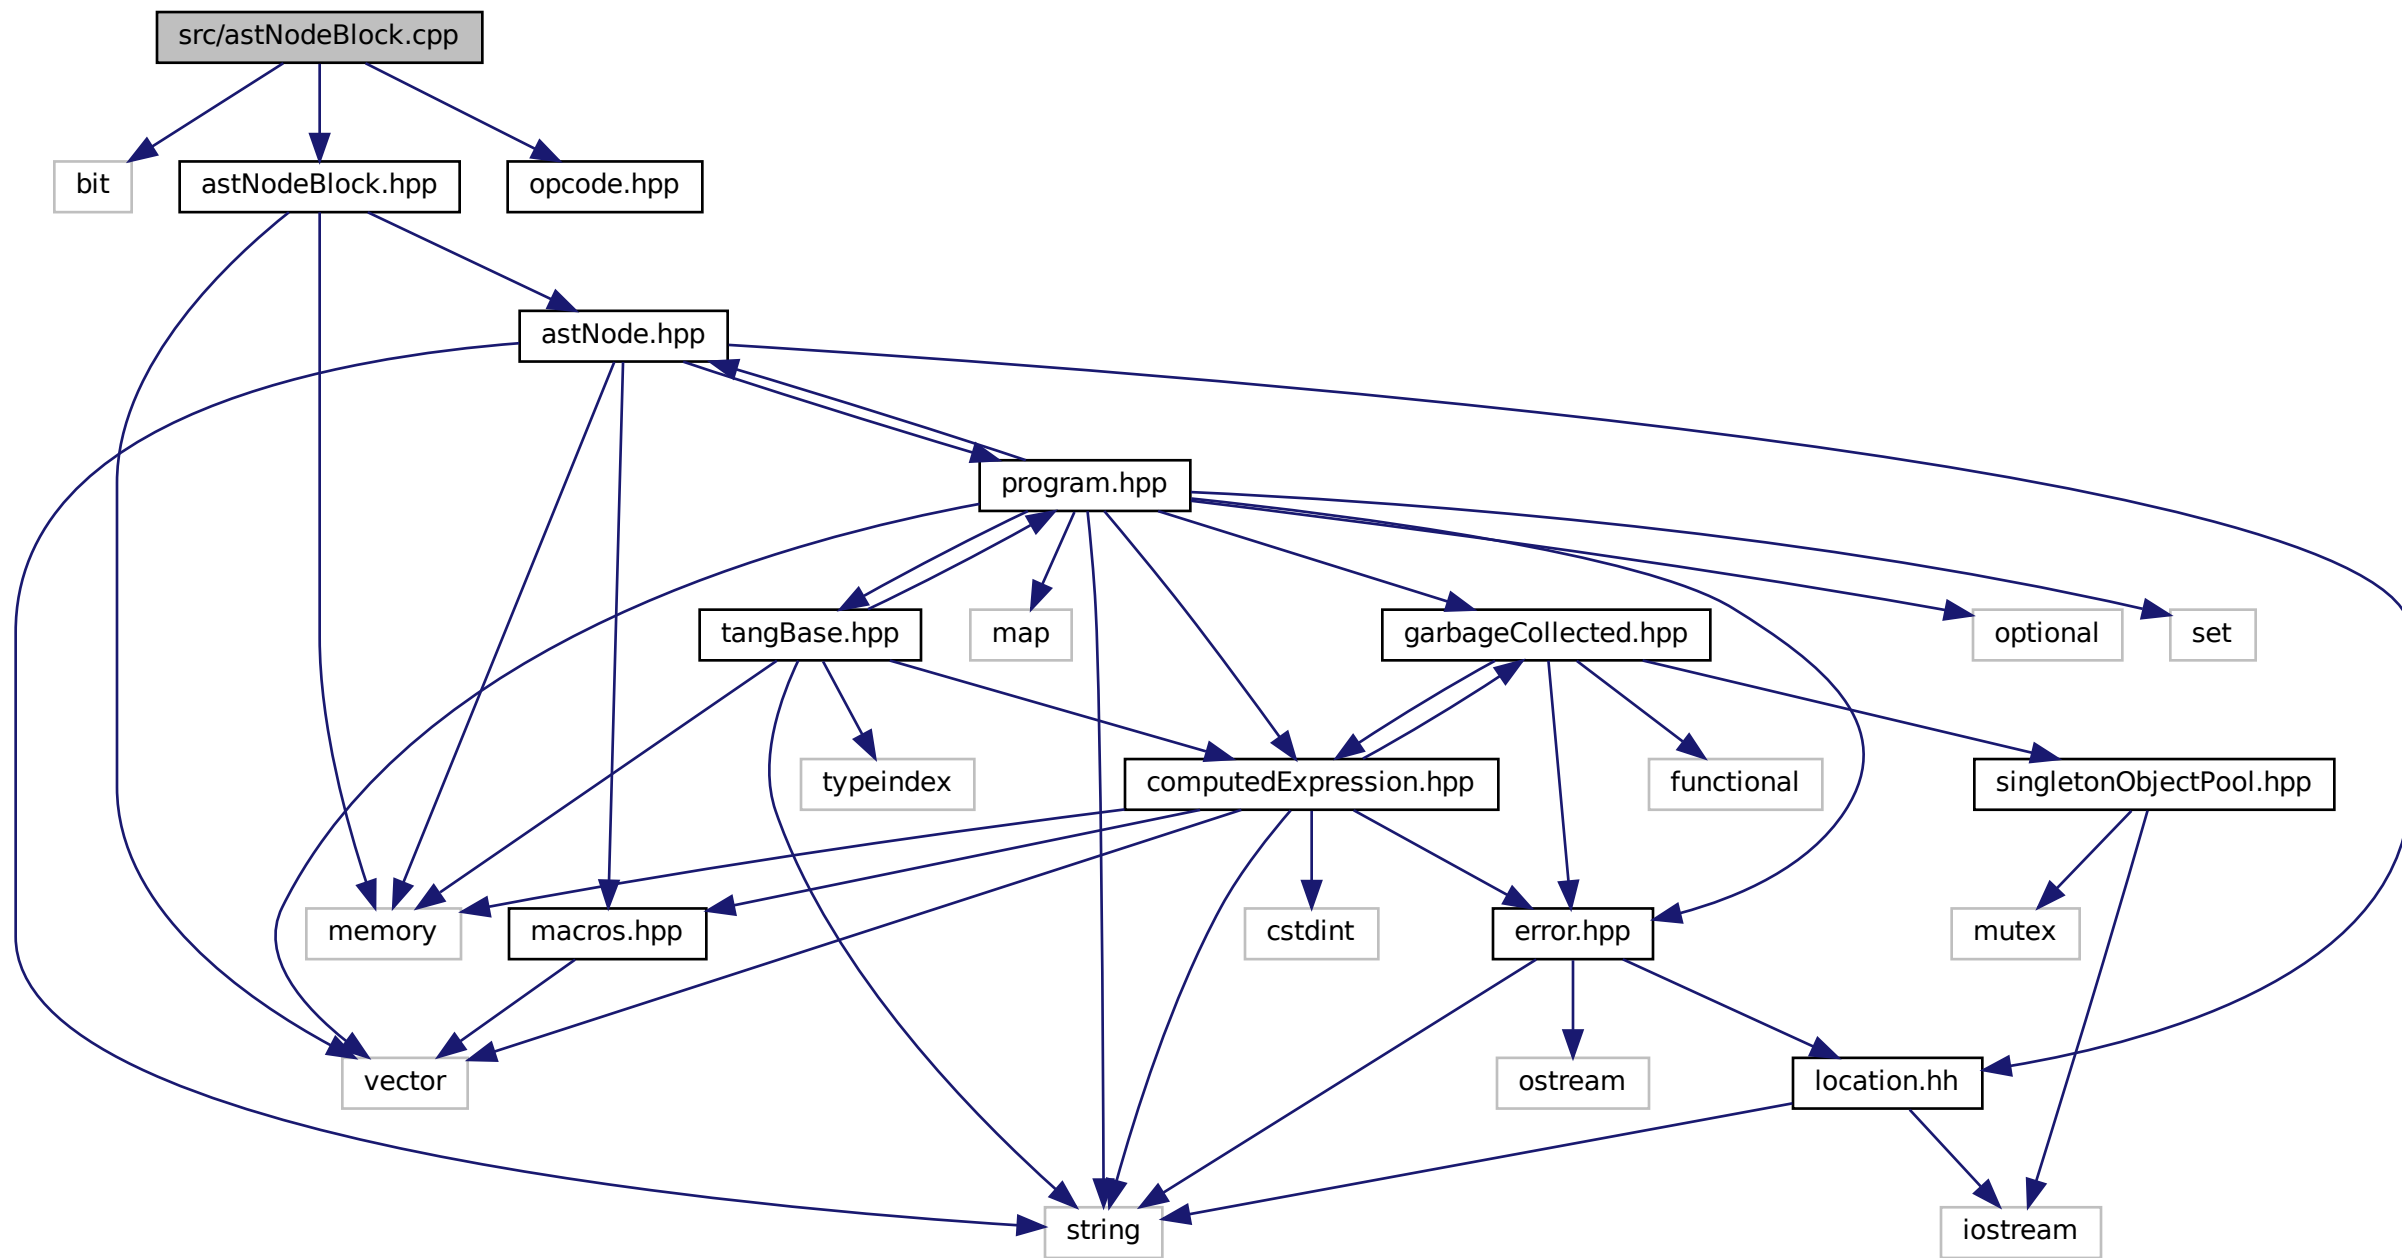 src/astNodeBlock.cpp
bit
astNodeBlock.hpp
opcode.hpp
astNode.hpp
program.hpp
tangBase.hpp
map
garbageCollected.hpp
optional
set
typeindex
computedExpression.hpp
functional
singletonObjectPool.hpp
memory
macros.hpp
cstdint
error.hpp
mutex
vector
ostream
location.hh
string
iostream